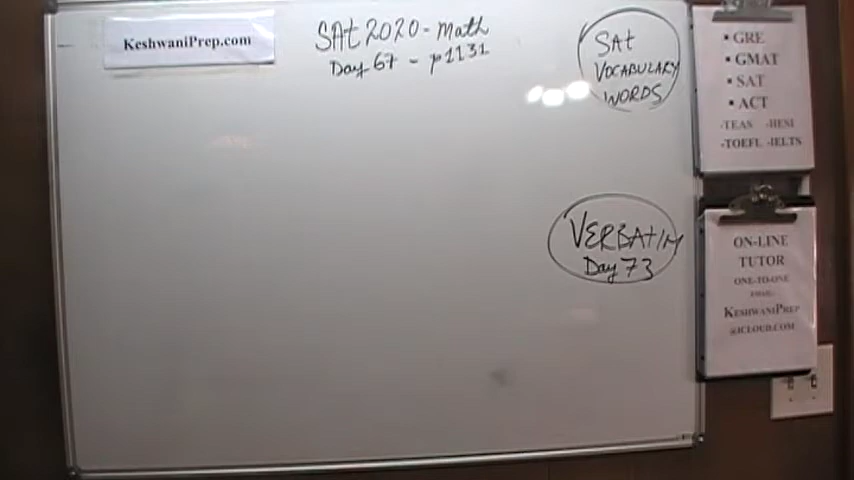 KeshwaniPrep.com
SAt 2020 - Math
Day 67 - p1131
SAt
VOCABULARY
WORDS
VERBATIM
Day 73
• GRE
• GMAT
• SAT
• ACT
-TEAS -HESI
-TOEFL -IELTS
ON-LINE
TUTOR
ONE-TO-ONE
EMAIL:
KESHWANIPREP
@ICLOUD.COM